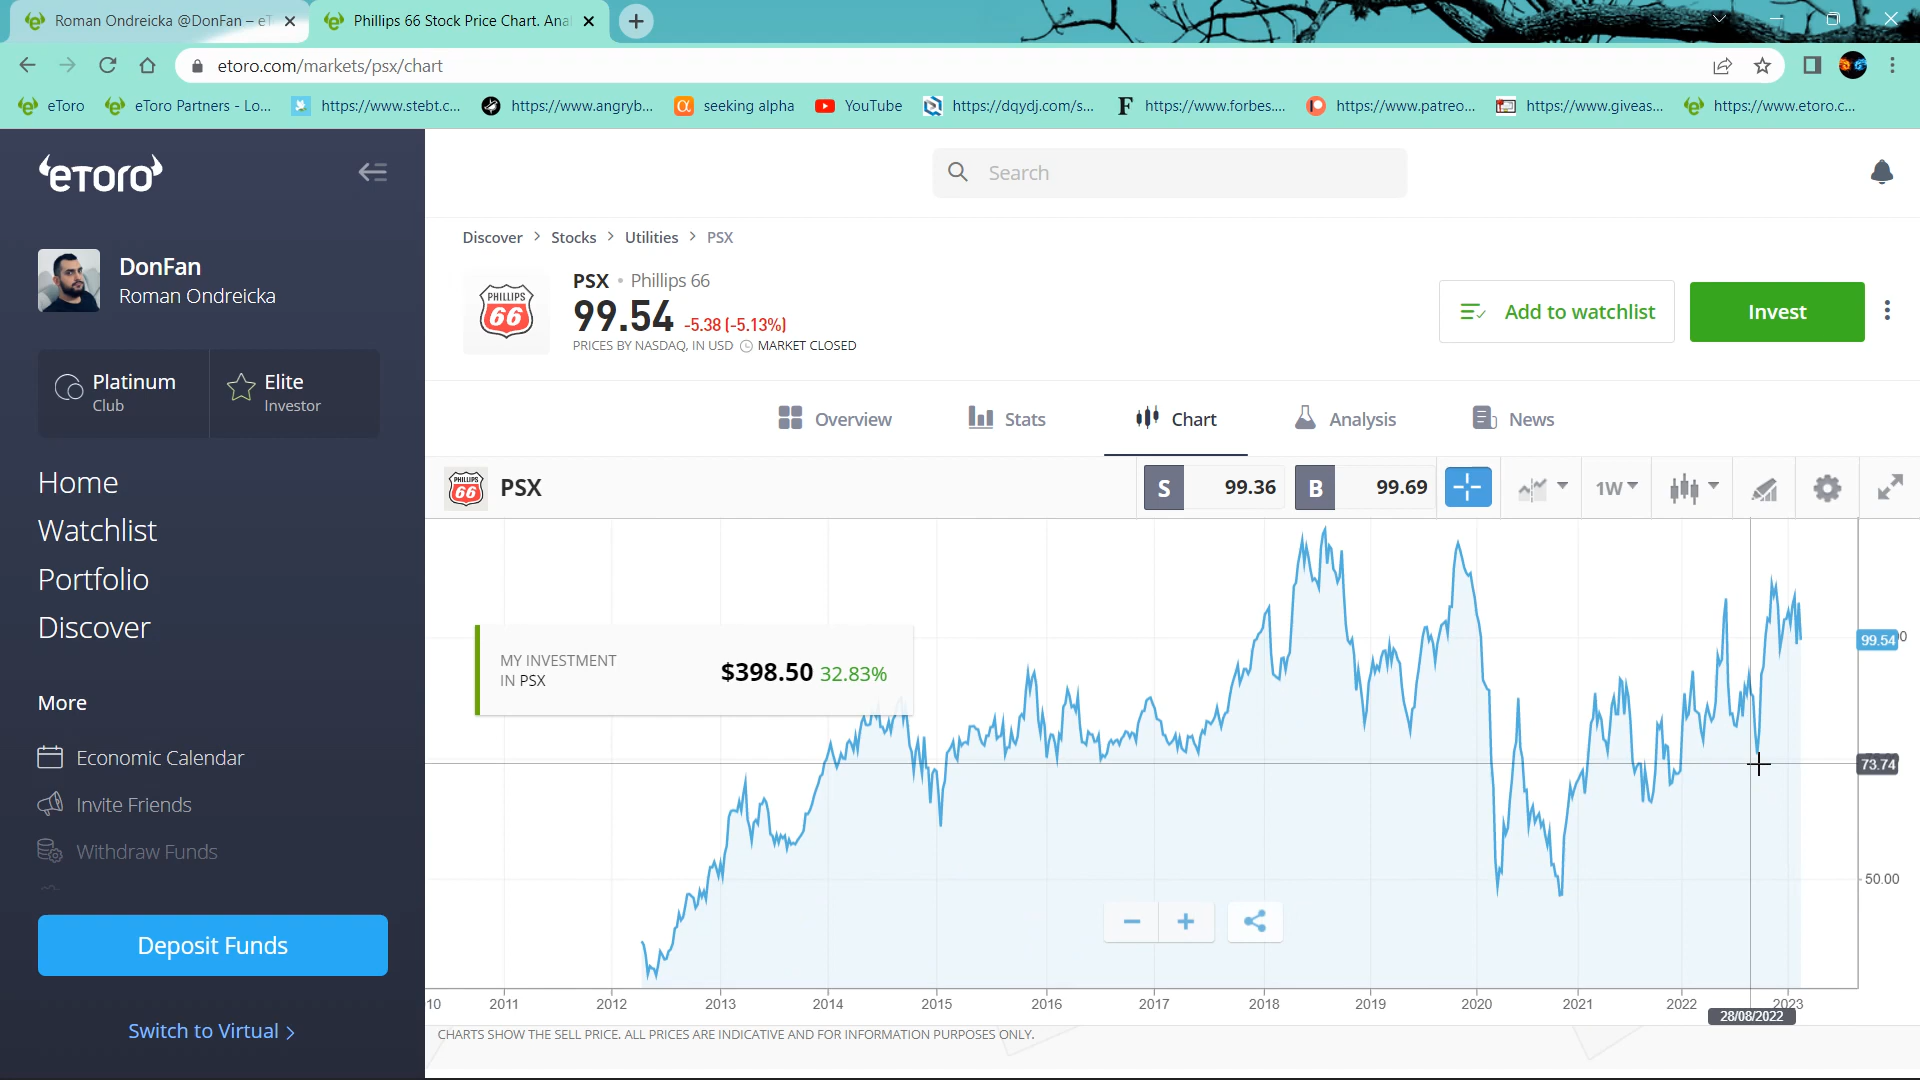 Roman Ondreicka @DonFan – eT
Phillips 66 Stock Price Chart. Anal
etoro.com/markets/psx/chart
eToro
eToro Partners - Lo...
https://www.stebt.c...
https://www.angryb...
seeking alpha
YouTube
https://dqydj.com/s...
https://www.forbes....
https://www.patreo...
https://www.giveas...
https://www.etoro.c...
eToro
Search
Discover > Stocks > Utilities > PSX
DonFan
Roman Ondreicka
PHILLIPS 66
PSX • Phillips 66
99.54 -5.38 (-5.13%)
PRICES BY NASDAQ, IN USD MARKET CLOSED
Add to watchlist
Invest
Platinum
Club
Elite
Investor
Overview
Stats
Chart
Analysis
News
Home
Watchlist
Portfolio
Discover
More
Economic Calendar
Invite Friends
Withdraw Funds
Deposit Funds
Switch to Virtual >
PHILLIPS 66
PSX
S 99.36
B 99.69
1W
MY INVESTMENT
IN PSX
$398.50 32.83%
99.54
73.74
50.00
10 2011 2012 2013 2014 2015 2016 2017 2018 2019 2020 2021 2022 2023
28/08/2022
CHARTS SHOW THE SELL PRICE. ALL PRICES ARE INDICATIVE AND FOR INFORMATION PURPOSES ONLY.